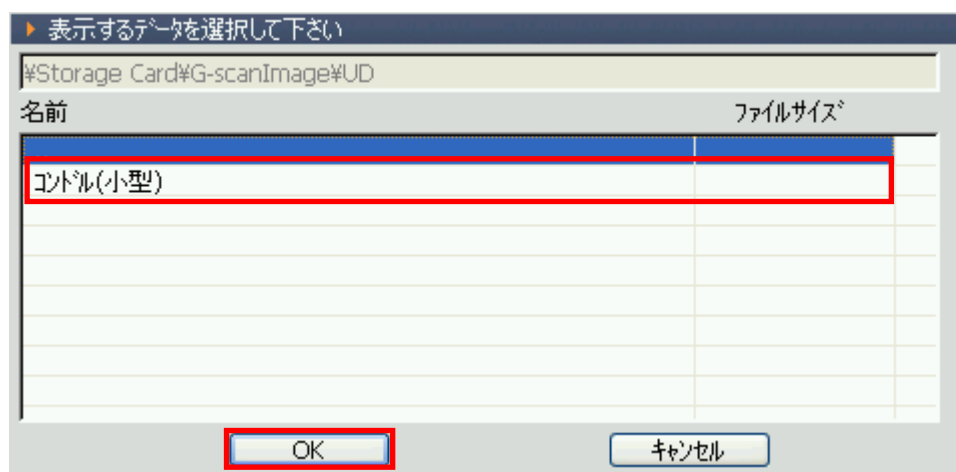 表示するﾃﾞｰﾀを選択して下さい
¥Storage Card¥G-scanImage¥UD
名前 ﾌｧｲﾙｻｲｽﾞ
ｺﾝﾄﾞﾙ(小型)
OK ｷｬﾝｾﾙ